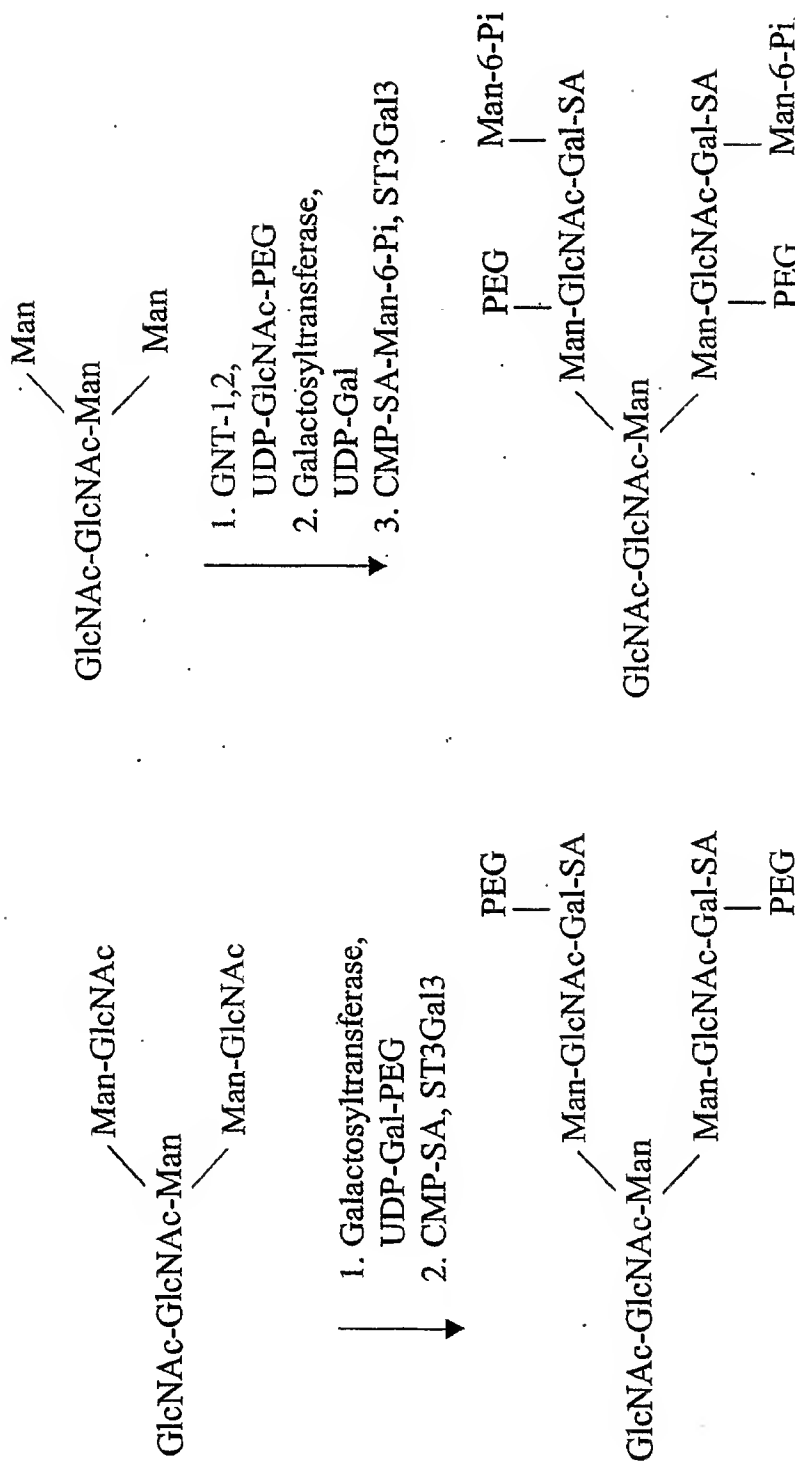 Man-GlcNAc
GlcNAc-GlcNAc-Man
Man-GlcNAc
1. Galactosyltransferase,
UDP-Gal-PEG
2. CMP-SA, ST3Gal3
PEG
Man-GlcNAc-Gal-SA
GlcNAc-GlcNAc-Man
Man-GlcNAc-Gal-SA
PEG
Man
GlcNAc-GlcNAc-Man
Man
1. GNT-1,2,
UDP-GlcNAc-PEG
2. Galactosyltransferase,
UDP-Gal
3. CMP-SA-Man-6-Pi, ST3Gal3
PEG Man-6-Pi
Man-GlcNAc-Gal-SA
GlcNAc-GlcNAc-Man
Man-GlcNAc-Gal-SA
PEG Man-6-Pi